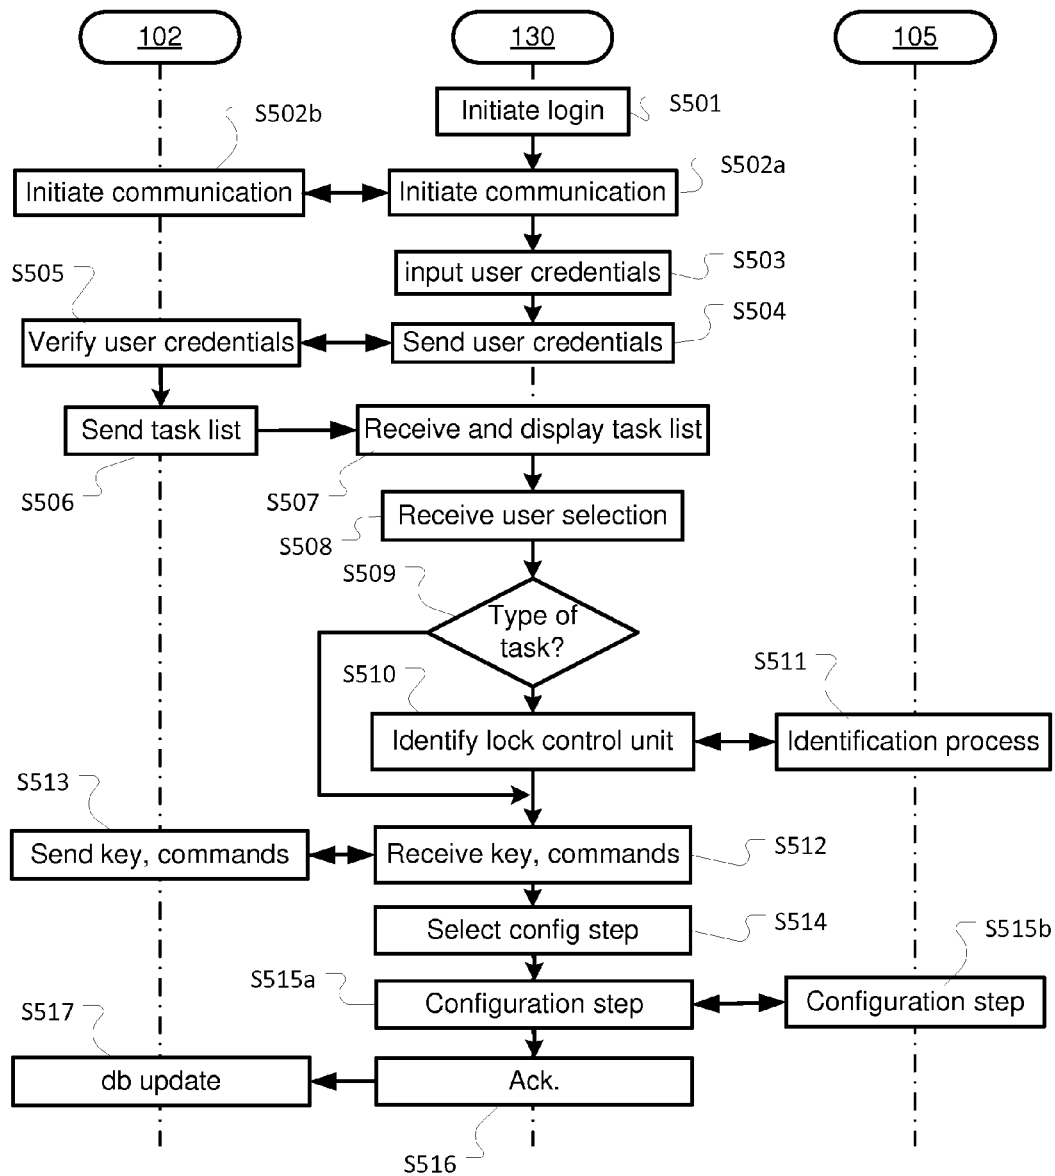 102
130
105
Initiate login
S501
S502b
S502a
Initiate communication
Initiate communication
S503
input user credentials
S505
S504
Verify user credentials
Send user credentials
Send task list
Receive and display task list
S506
S507
Receive user selection
S508
S509
Type of
task?
S510
S511
Identify lock control unit
Identification process
S513
Send key, commands
Receive key, commands
S512
Select config step
S514
S515b
S515a
Configuration step
Configuration step
S517
db update
Ack.
S516